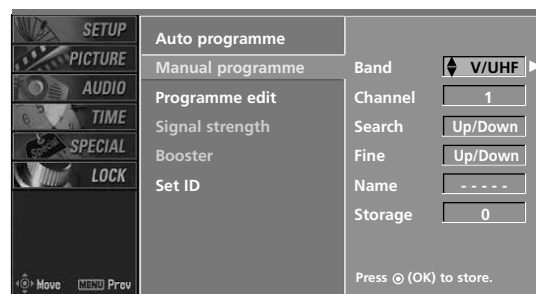 SETUP
PICTURE
AUDIO
TIME
SPECIAL
LOCK
Move MENU Prev
Auto programme
Manual programme
Programme edit
Signal strength
Booster
Set ID
Band V/UHF
Channel 1
Search Up/Down
Fine Up/Down
Name - - - - -
Storage 0
Press (OK) to store.